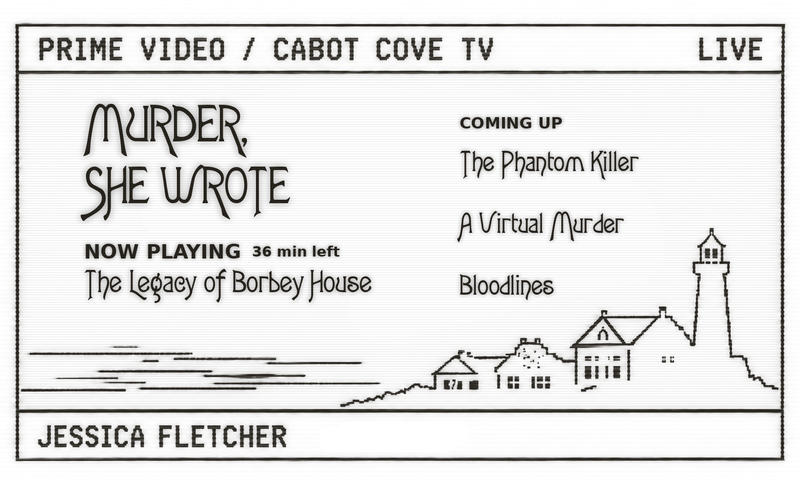 PRIME VIDEO / CABOT COVE TV
LIVE
MURDER,
SHE WROTE
NOW PLAYING 36 min left
The Legacy of Borbey House
COMING UP
The Phantom Killer
A Virtual Murder
Bloodlines
JESSICA FLETCHER